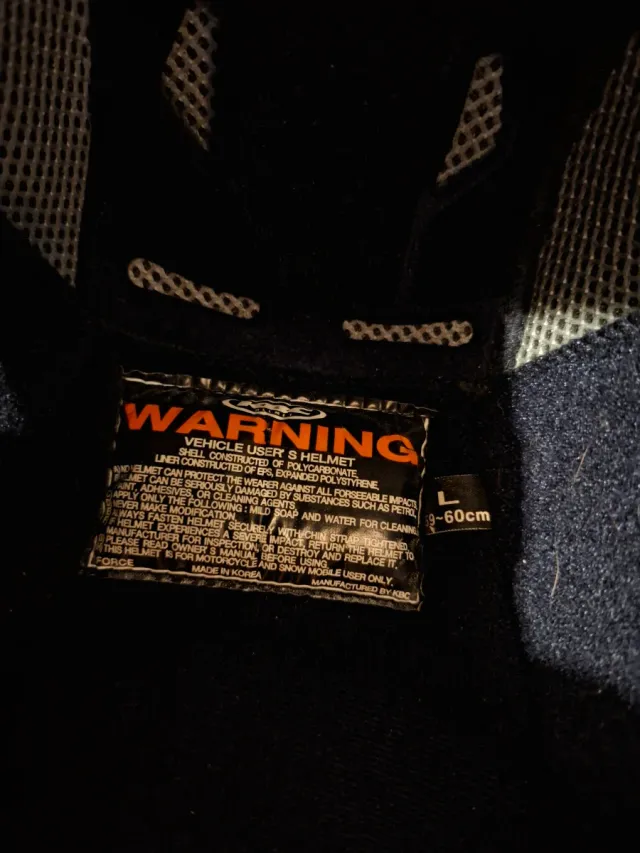 WARNING
VEHICLE USER'S HELMET
SHELL CONSTRUCTED OF POLYCARBONATE.
LINER CONSTRUCTED OF EPS, EXPANDED POLYSTYRENE.
HELMET CAN PROTECT THE WEARER AGAINST ALL FORSEEABLE IMPACTS
HELMET CAN BE SERIOUSLY DAMAGED BY SUBSTANCES SUCH AS PETROL,
ADHESIVES, OR CLEANING AGENTS
APPLY ONLY THE FOLLOWING: MILD SOAP AND WATER FOR CLEANING
NEVER MAKE MODIFICATION
ALWAYS FASTEN HELMET SECURELY WITH CHIN STRAP TIGHTENED
IF HELMET EXPERIENCES A SEVERE IMPACT, RETURN THE HELMET TO
MANUFACTURER FOR INSPECTION, OR DESTROY AND REPLACE IT.
PLEASE READ OWNER'S MANUAL BEFORE USING.
THIS HELMET IS FOR MOTORCYCLE AND SNOW MOBILE USER ONLY.
FORCE MADE IN KOREA MANUFACTURED BY KBC
L
59~60cm